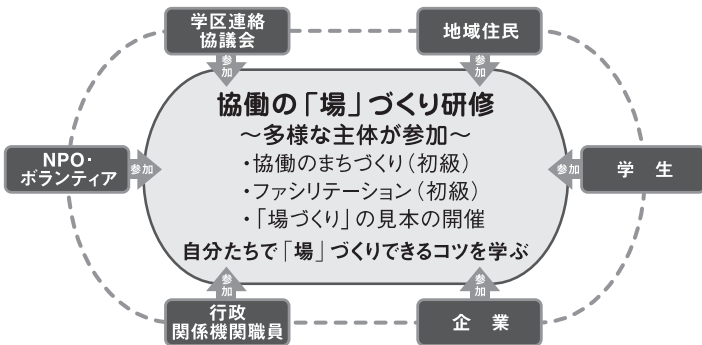 学区連絡
協議会
地域住民
参加
参加
協働の「場」づくり研修
～多様な主体が参加～
・協働のまちづくり（初級）
・ファシリテーション（初級）
・「場づくり」の見本の開催
自分たちで「場」づくりできるコツを学ぶ
NPO・
ボランティア
参加
参加
学　生
参加
参加
行政
関係機関職員
企　業